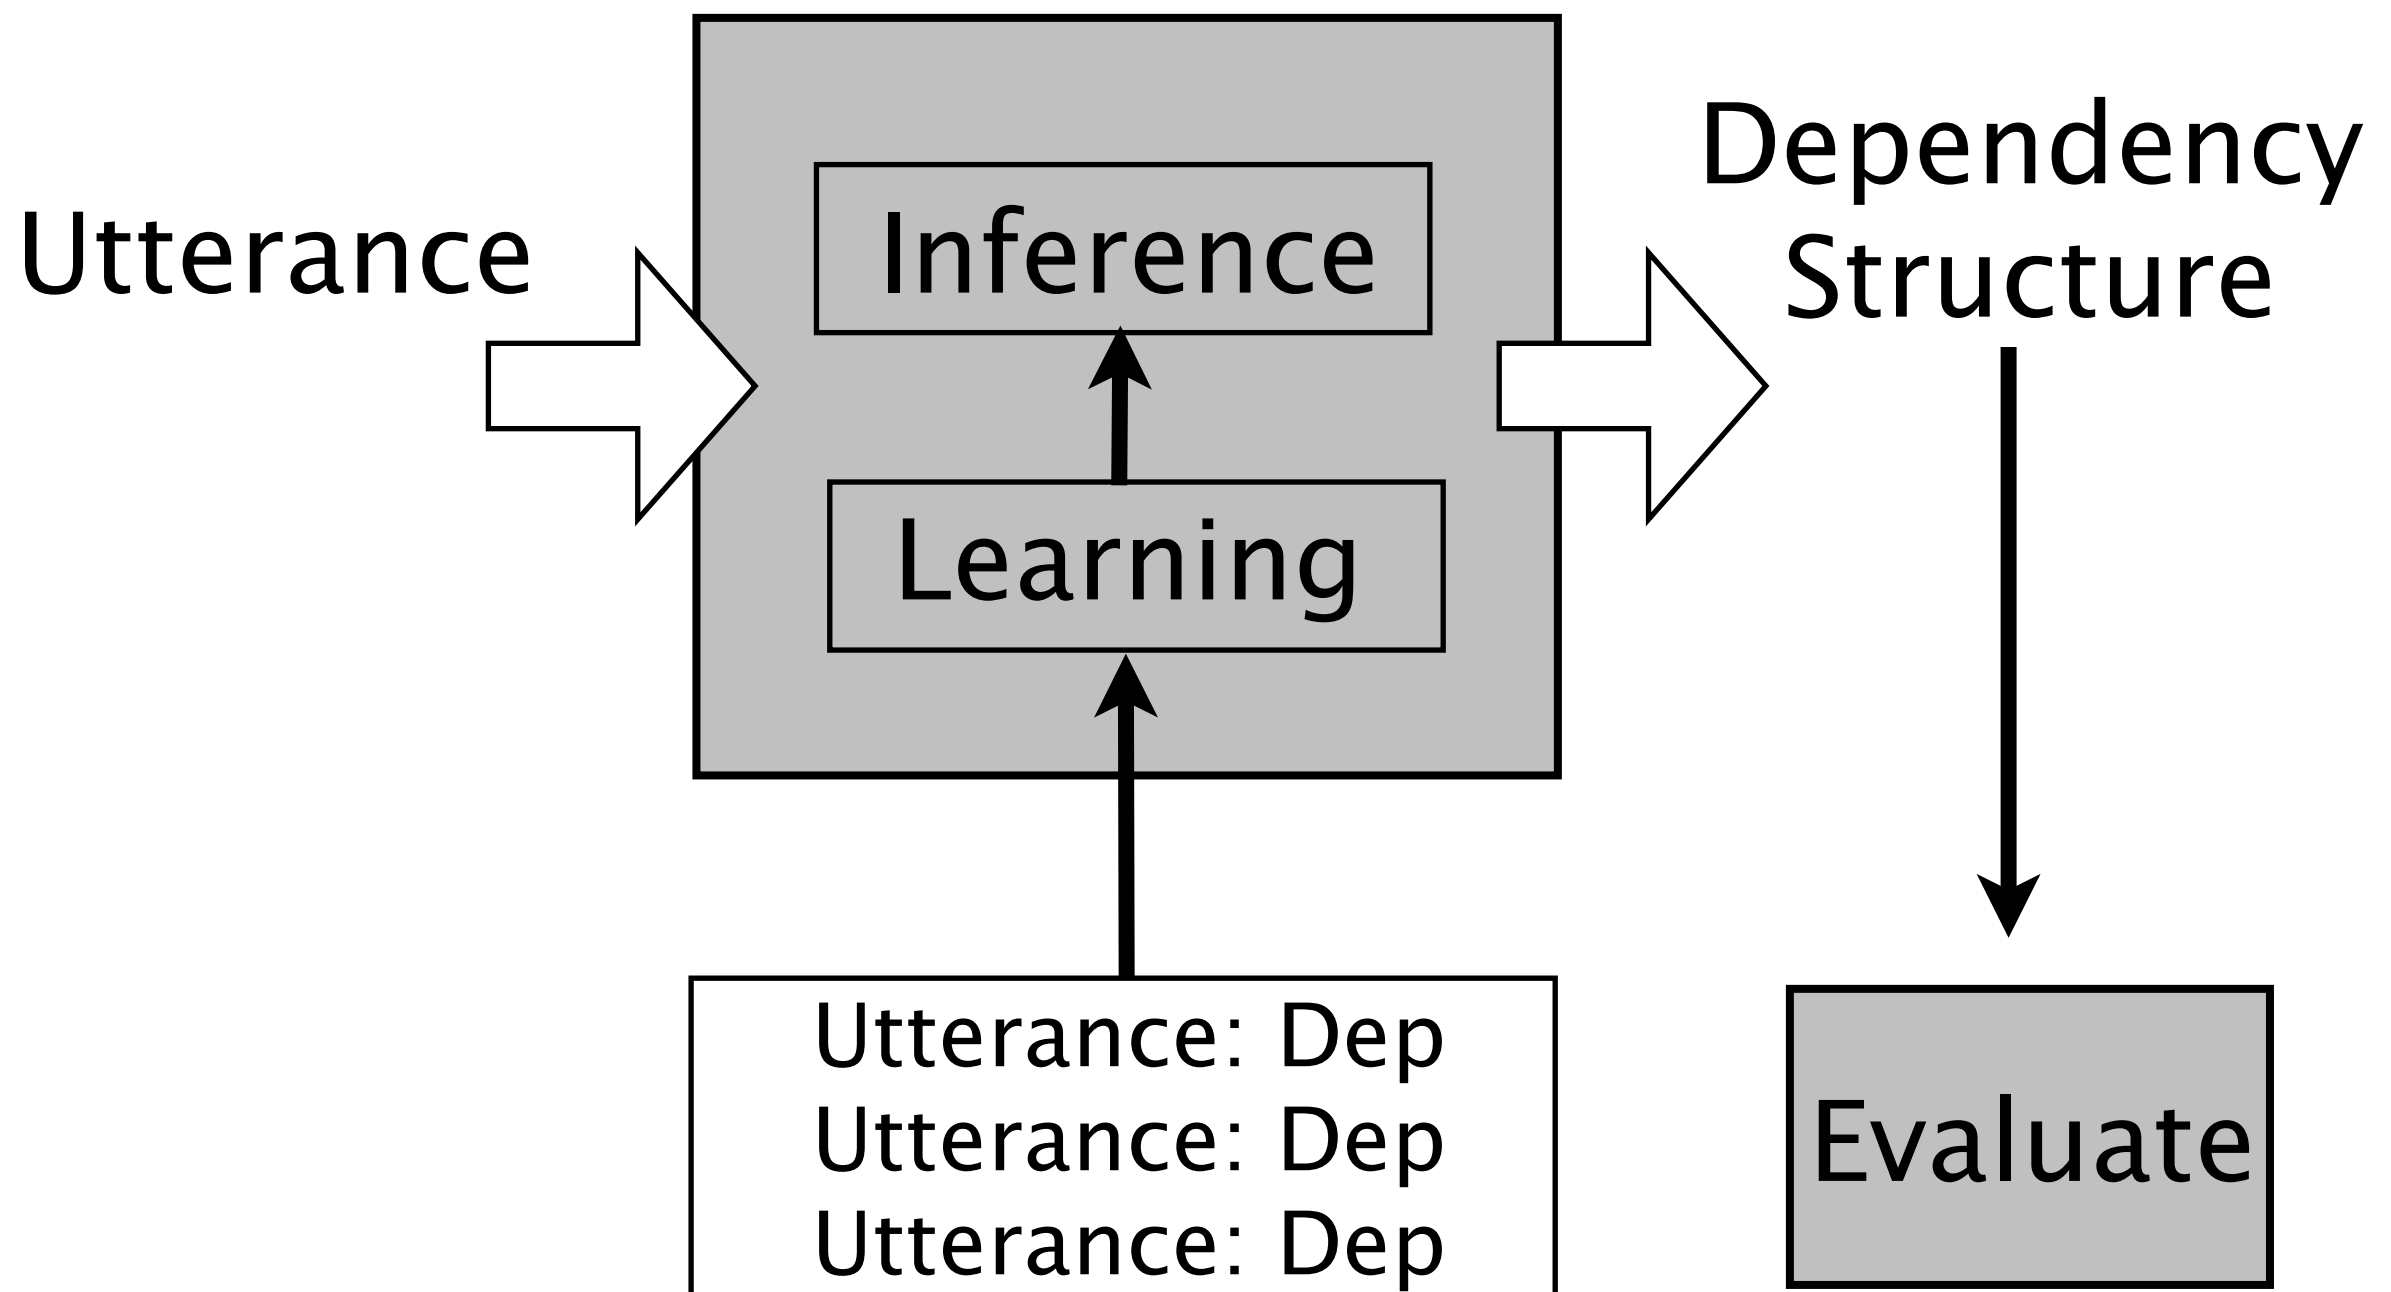 Utterance
Inference
Learning
Dependency
Structure
Utterance: Dep
Utterance: Dep
Utterance: Dep
Evaluate